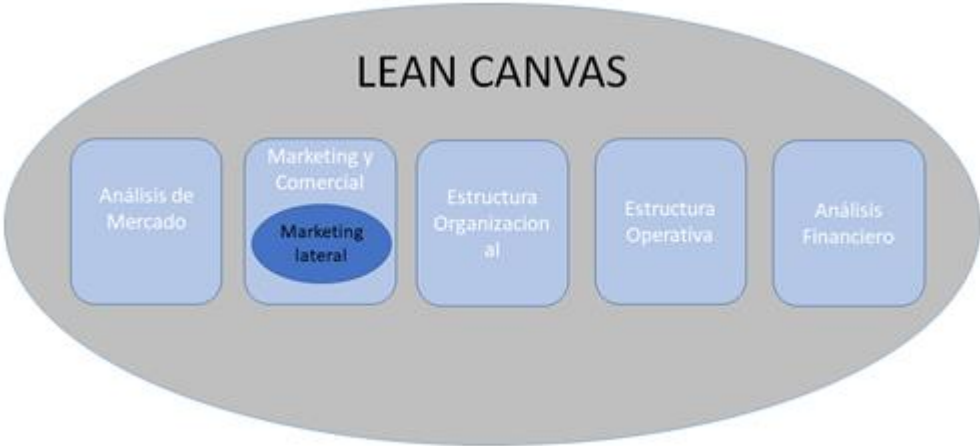 LEAN CANVAS
Análisis de
Mercado
Marketing y
Comercial
Marketing
lateral
Estructura
Organizacion
al
Estructura
Operativa
Análisis
Financiero